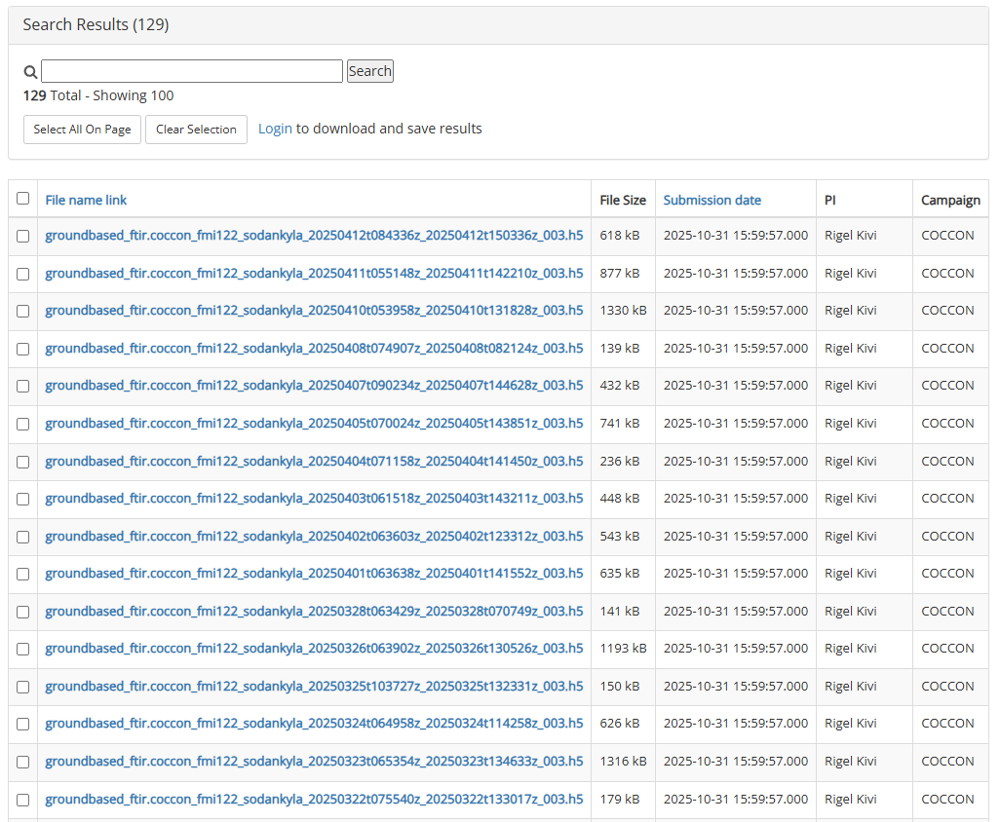 Search Results (129)
Search
129 Total - Showing 100
Select All On Page Clear Selection Login to download and save results
File name link File Size Submission date PI Campaign
groundbased_ftir.coccon_fmi122_sodankyla_20250412t084336z_20250412t150336z_003.h5 618 kB 2025-10-31 15:59:57.000 Rigel Kivi COCCON
groundbased_ftir.coccon_fmi122_sodankyla_20250411t055148z_20250411t142210z_003.h5 877 kB 2025-10-31 15:59:57.000 Rigel Kivi COCCON
groundbased_ftir.coccon_fmi122_sodankyla_20250410t053958z_20250410t131828z_003.h5 1330 kB 2025-10-31 15:59:57.000 Rigel Kivi COCCON
groundbased_ftir.coccon_fmi122_sodankyla_20250408t074907z_20250408t082124z_003.h5 139 kB 2025-10-31 15:59:57.000 Rigel Kivi COCCON
groundbased_ftir.coccon_fmi122_sodankyla_20250407t090234z_20250407t144628z_003.h5 432 kB 2025-10-31 15:59:57.000 Rigel Kivi COCCON
groundbased_ftir.coccon_fmi122_sodankyla_20250405t070024z_20250405t143851z_003.h5 741 kB 2025-10-31 15:59:57.000 Rigel Kivi COCCON
groundbased_ftir.coccon_fmi122_sodankyla_20250404t071158z_20250404t141450z_003.h5 236 kB 2025-10-31 15:59:57.000 Rigel Kivi COCCON
groundbased_ftir.coccon_fmi122_sodankyla_20250403t061518z_20250403t143211z_003.h5 448 kB 2025-10-31 15:59:57.000 Rigel Kivi COCCON
groundbased_ftir.coccon_fmi122_sodankyla_20250402t063603z_20250402t123312z_003.h5 543 kB 2025-10-31 15:59:57.000 Rigel Kivi COCCON
groundbased_ftir.coccon_fmi122_sodankyla_20250401t063638z_20250401t141552z_003.h5 635 kB 2025-10-31 15:59:57.000 Rigel Kivi COCCON
groundbased_ftir.coccon_fmi122_sodankyla_20250328t063429z_20250328t070749z_003.h5 141 kB 2025-10-31 15:59:57.000 Rigel Kivi COCCON
groundbased_ftir.coccon_fmi122_sodankyla_20250326t063902z_20250326t130526z_003.h5 1193 kB 2025-10-31 15:59:57.000 Rigel Kivi COCCON
groundbased_ftir.coccon_fmi122_sodankyla_20250325t103727z_20250325t132331z_003.h5 150 kB 2025-10-31 15:59:57.000 Rigel Kivi COCCON
groundbased_ftir.coccon_fmi122_sodankyla_20250324t064958z_20250324t114258z_003.h5 626 kB 2025-10-31 15:59:57.000 Rigel Kivi COCCON
groundbased_ftir.coccon_fmi122_sodankyla_20250323t065354z_20250323t134633z_003.h5 1316 kB 2025-10-31 15:59:57.000 Rigel Kivi COCCON
groundbased_ftir.coccon_fmi122_sodankyla_20250322t075540z_20250322t133017z_003.h5 179 kB 2025-10-31 15:59:57.000 Rigel Kivi COCCON